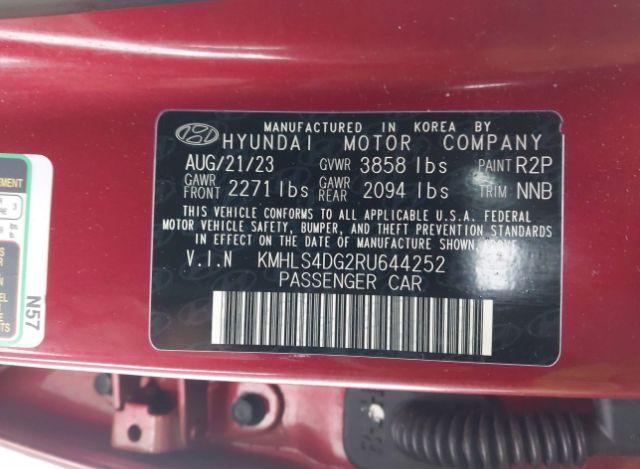 MANUFACTURED IN KOREA BY
HYUNDAI MOTOR COMPANY
AUG/21/23 GVWR 3858 lbs PAINT R2P
GAWR FRONT 2271 lbs GAWR REAR 2094 lbs TRIM NNB
THIS VEHICLE CONFORMS TO ALL APPLICABLE U.S.A. FEDERAL
MOTOR VEHICLE SAFETY, BUMPER, AND THEFT PREVENTION STANDARDS
IN EFFECT ON THE DATE OF MANUFACTURE SHOWN ABOVE.
V.I.N KMHLS4DG2RU644252
PASSENGER CAR
N57